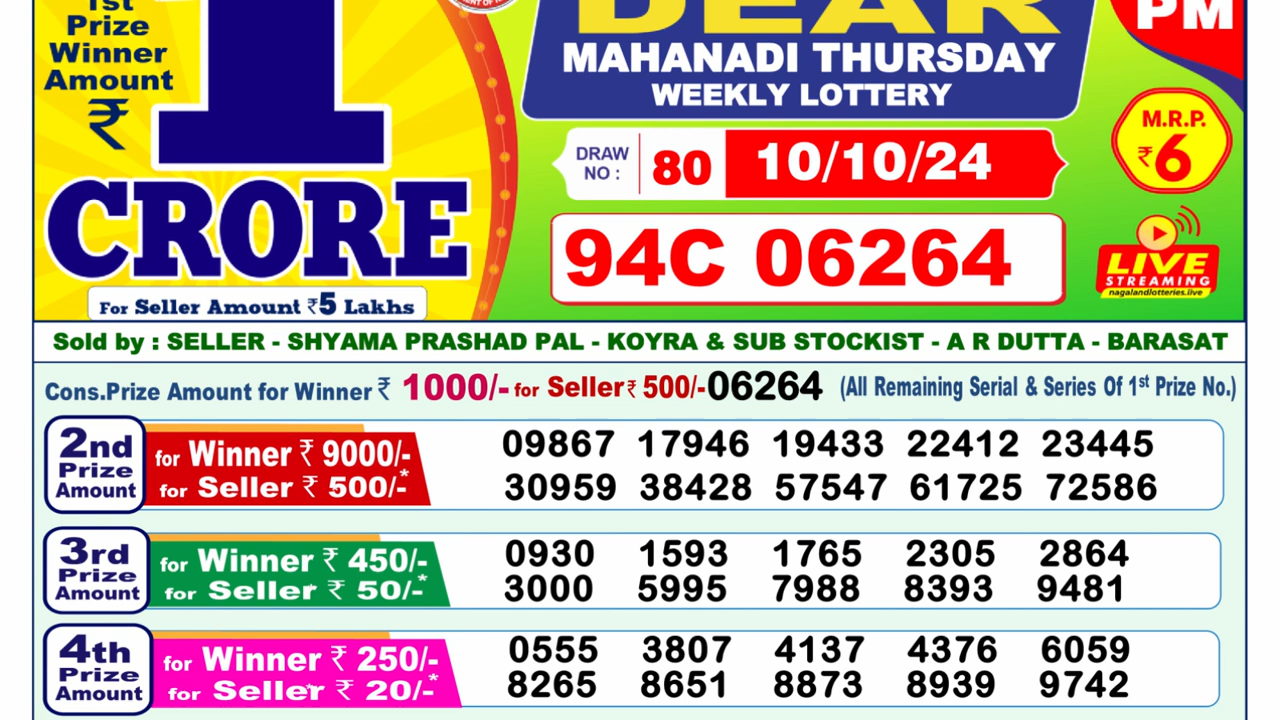 1st
Prize
Winner
Amount
₹
1
CRORE
For Seller Amount ₹5 Lakhs
DEAR
MAHANADI THURSDAY
WEEKLY LOTTERY
PM
M.R.P.
₹6
DRAW NO : 80 10/10/24
94C 06264
LIVE
STREAMING
nagalandlotteries.live
Sold by : SELLER - SHYAMA PRASHAD PAL - KOYRA & SUB STOCKIST - A R DUTTA - BARASAT
Cons.Prize Amount for Winner ₹ 1000/- for Seller ₹ 500/- 06264 (All Remaining Serial & Series Of 1st Prize No.)
2nd
Prize
Amount
for Winner ₹ 9000/-
for Seller ₹ 500/-*
09867 17946 19433 22412 23445
30959 38428 57547 61725 72586
3rd
Prize
Amount
for Winner ₹ 450/-
for Seller ₹ 50/-*
0930 1593 1765 2305 2864
3000 5995 7988 8393 9481
4th
Prize
Amount
for Winner ₹ 250/-
for Seller ₹ 20/-*
0555 3807 4137 4376 6059
8265 8651 8873 8939 9742